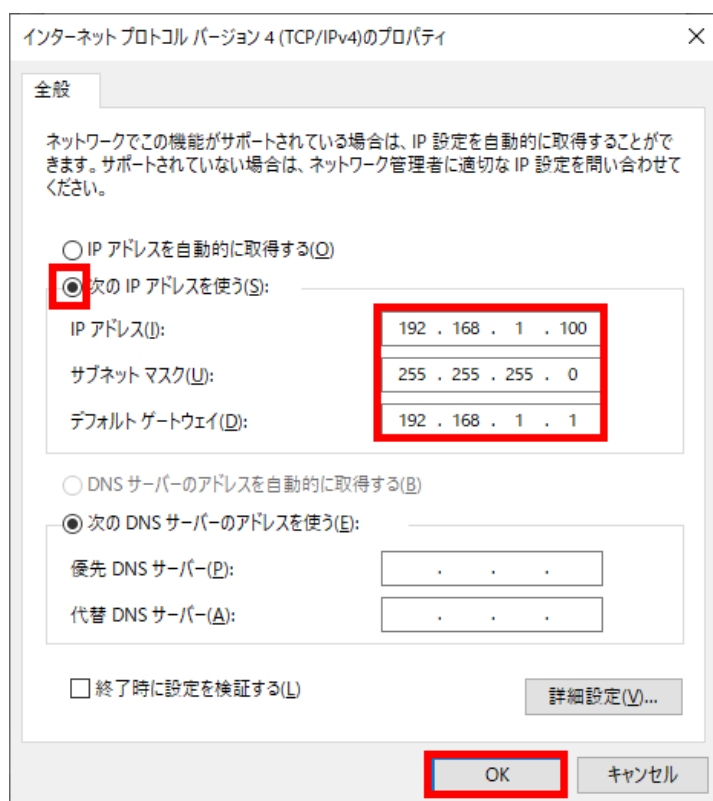 インターネット プロトコル バージョン 4 (TCP/IPv4)のプロパティ
全般
ネットワークでこの機能がサポートされている場合は、IP 設定を自動的に取得することがで
きます。サポートされていない場合は、ネットワーク管理者に適切な IP 設定を問い合わせて
ください。
IP アドレスを自動的に取得する(O)
次の IP アドレスを使う(S):
IP アドレス(I): 192 . 168 . 1 . 100
サブネット マスク(U): 255 . 255 . 255 . 0
デフォルト ゲートウェイ(D): 192 . 168 . 1 . 1
DNS サーバーのアドレスを自動的に取得する(B)
次の DNS サーバーのアドレスを使う(E):
優先 DNS サーバー(P): . . .
代替 DNS サーバー(A): . . .
終了時に設定を検証する(L)
詳細設定(V)...
OK キャンセル